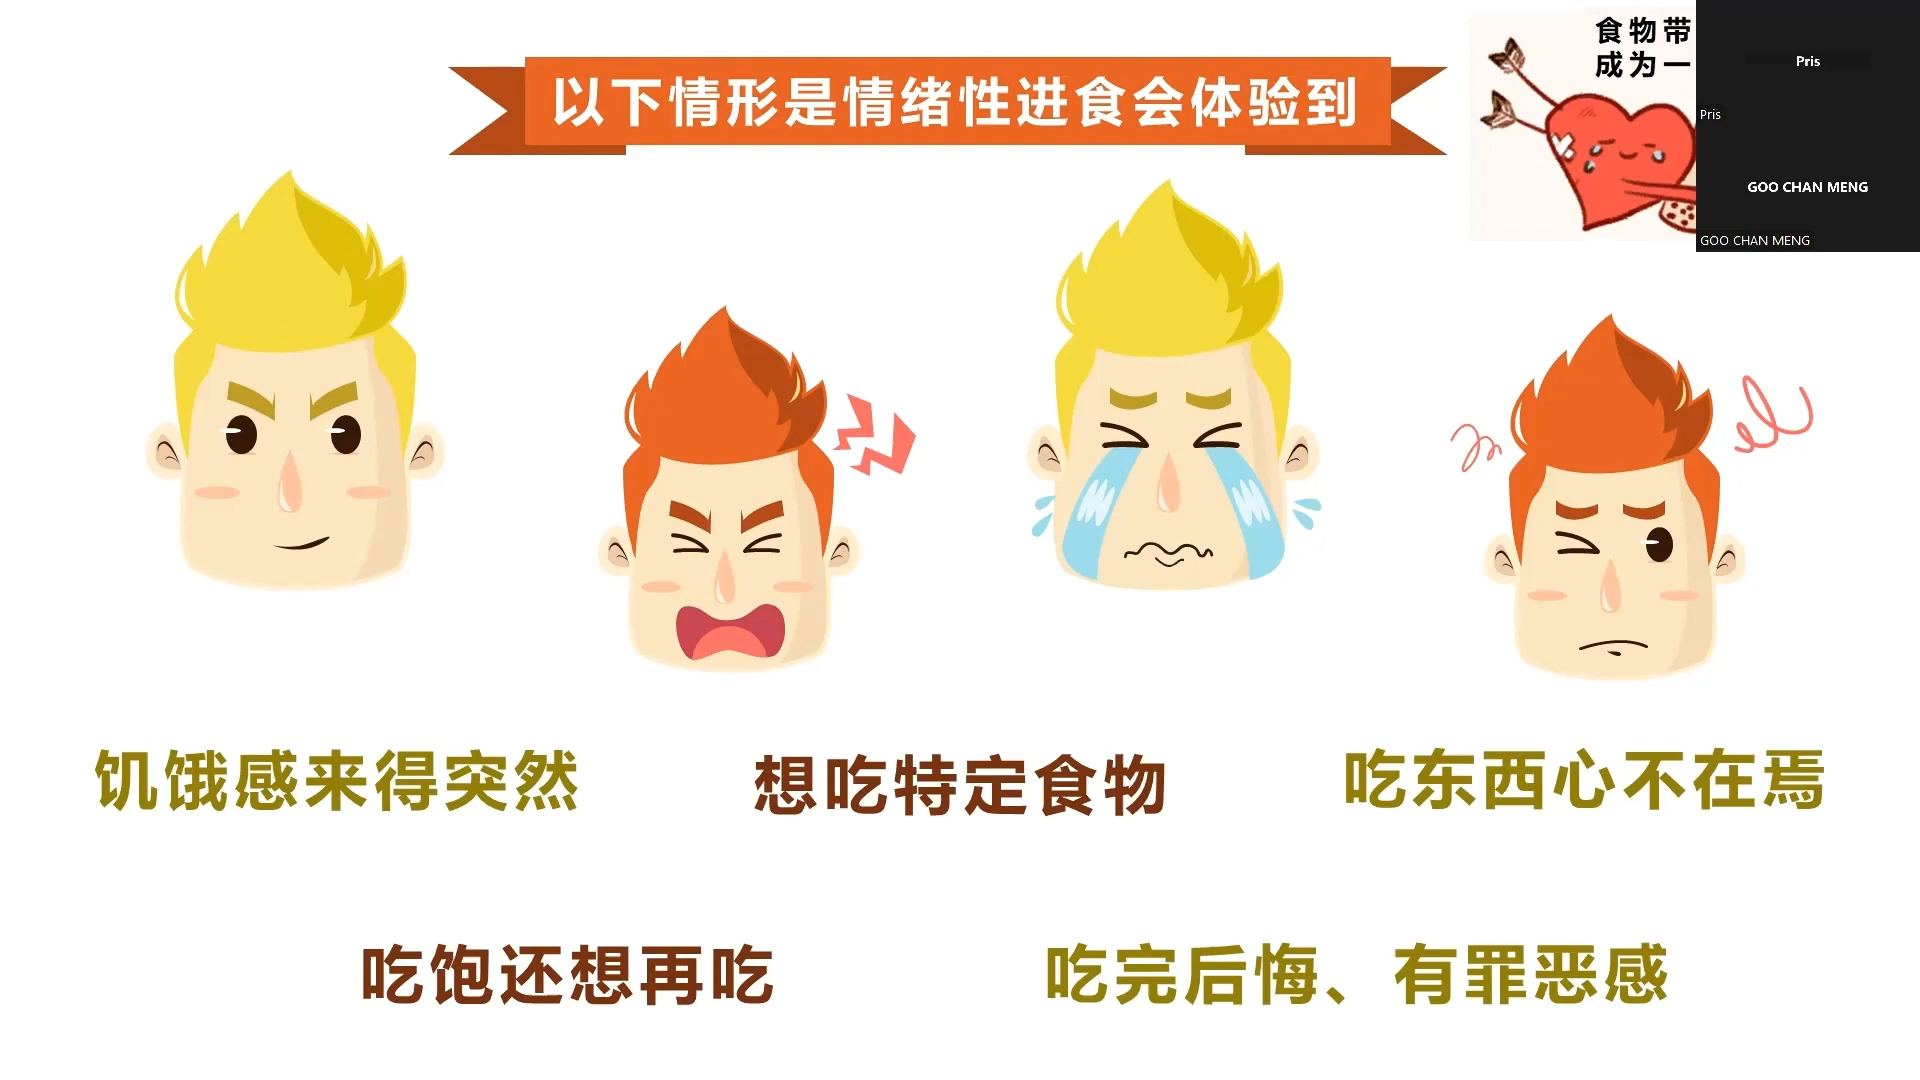 以下情形是情绪性进食会体验到
食物带
成为一
Pris
Pris
GOO CHAN MENG
GOO CHAN MENG
饥饿感来得突然
想吃特定食物
吃东西心不在焉
吃饱还想再吃
吃完后悔、有罪恶感